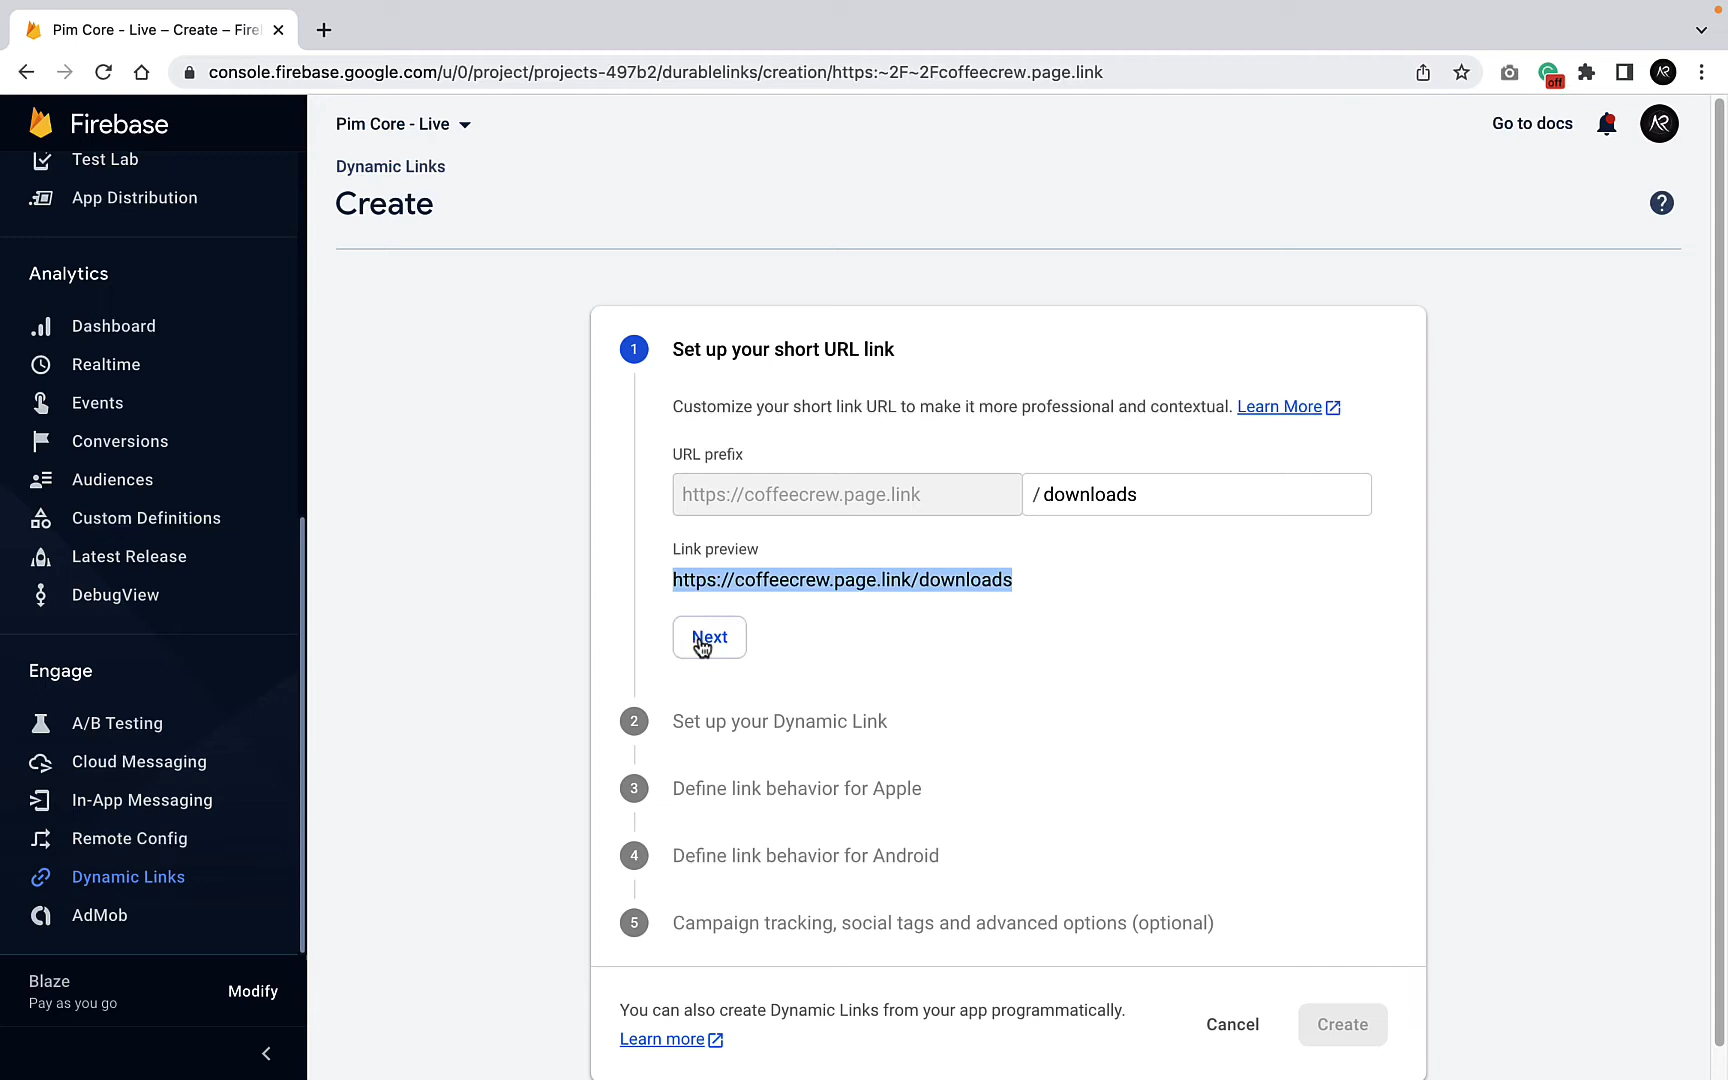 Pim Core - Live – Create – Fire
console.firebase.google.com/u/0/project/projects-497b2/durablelinks/creation/https:~2F~2Fcoffeecrew.page.link
off
Firebase
Test Lab
App Distribution
Analytics
Dashboard
Realtime
Events
Conversions
Audiences
Custom Definitions
Latest Release
DebugView
Engage
A/B Testing
Cloud Messaging
In-App Messaging
Remote Config
Dynamic Links
AdMob
Blaze
Pay as you go
Modify
Pim Core - Live
Go to docs
Dynamic Links
Create
1 Set up your short URL link
Customize your short link URL to make it more professional and contextual. Learn More
URL prefix
https://coffeecrew.page.link /downloads
Link preview
https://coffeecrew.page.link/downloads
Next
2 Set up your Dynamic Link
3 Define link behavior for Apple
4 Define link behavior for Android
5 Campaign tracking, social tags and advanced options (optional)
You can also create Dynamic Links from your app programmatically.
Learn more
Cancel
Create